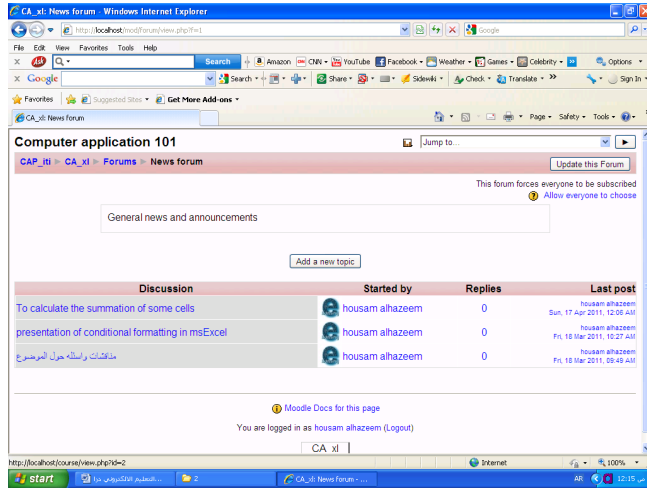 CA_xl: News forum - Windows Internet Explorer
http://localhost/mod/forum/view.php?f=1
Google
File Edit View Favorites Tools Help
x Ask Search Amazon CNN YouTube Facebook Weather Games Celebrity Options
x Google Search Share Sidewiki Check Translate Sign In
Favorites Suggested Sites Get More Add-ons
CA_xl: News forum Page Safety Tools
Computer application 101 Jump to...
CAP_iti CA_xl Forums News forum Update this Forum
This forum forces everyone to be subscribed
Allow everyone to choose
General news and announcements
Add a new topic
Discussion Started by Replies Last post
To calculate the summation of some cells housam alhazeem 0 housam alhazeem
Sun, 17 Apr 2011, 12:06 AM
presentation of conditional formatting in msExcel housam alhazeem 0 housam alhazeem
Fri, 18 Mar 2011, 10:27 AM
مناقشات واسئله حول الموضوع housam alhazeem 0 housam alhazeem
Fri, 18 Mar 2011, 09:49 AM
Moodle Docs for this page
You are logged in as housam alhazeem (Logout)
CA_xl
http://localhost/course/view.php?id=2 Internet 100%
start التعليم الالكتروني درا... 2 CA_xl: News forum - ... AR 12:15 ص